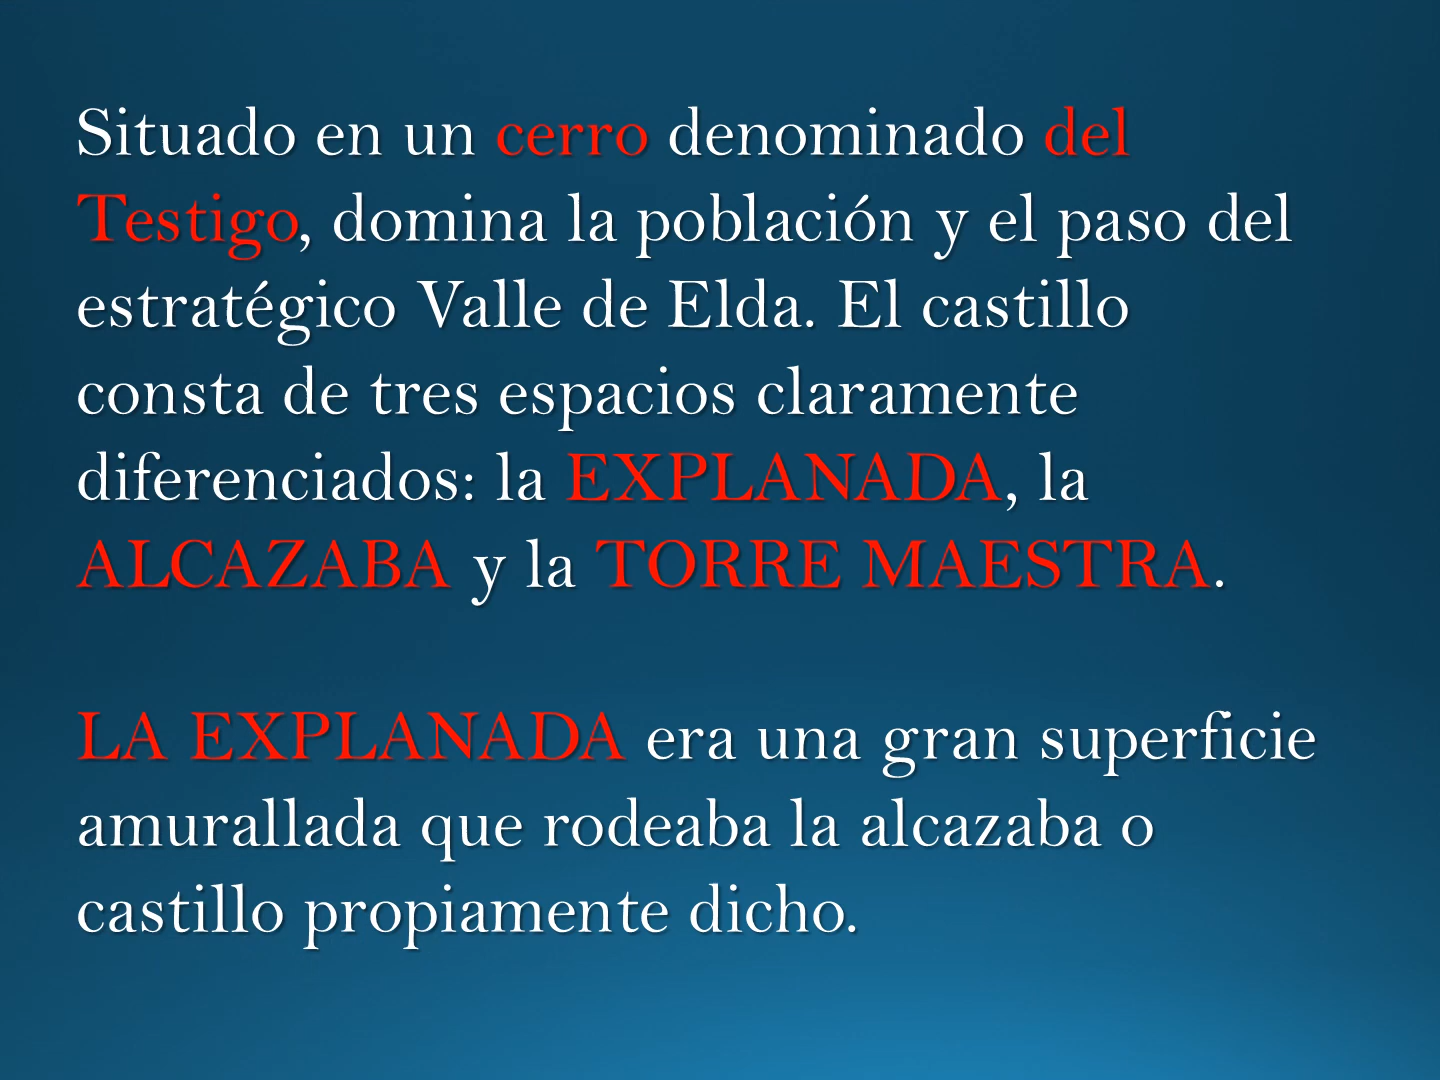 Situado en un cerro denominado del
Testigo, domina la población y el paso del
estratégico Valle de Elda. El castillo
consta de tres espacios claramente
diferenciados: la EXPLANADA, la
ALCAZABA y la TORRE MAESTRA.
LA EXPLANADA era una gran superficie
amurallada que rodeaba la alcazaba o
castillo propiamente dicho.